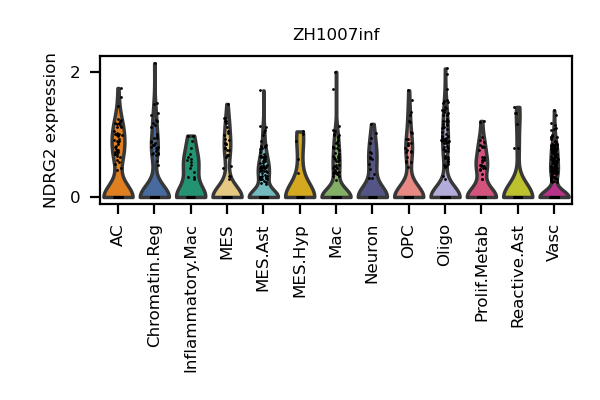 ZH1007inf
NDRG2 expression
2
0
AC
Chromatin.Reg
Inflammatory.Mac
MES
MES.Ast
MES.Hyp
Mac
Neuron
OPC
Oligo
Prolif.Metab
Reactive.Ast
Vasc